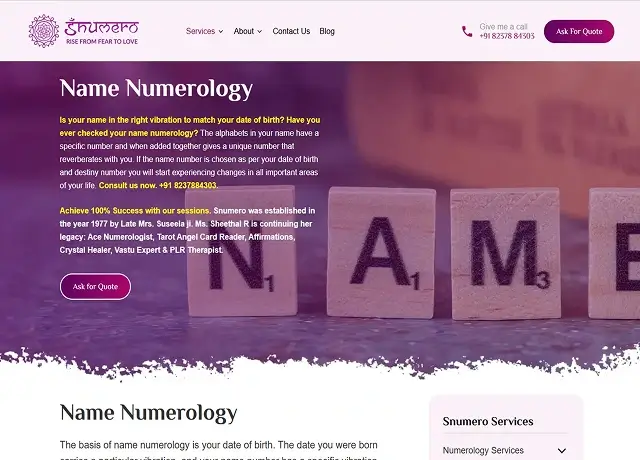 Snumero
RISE FROM FEAR TO LOVE
Services
About
Contact Us
Blog
Give me a call
+91 82378 84303
Ask For Quote
Name Numerology
Is your name in the right vibration to match your date of birth? Have you
ever checked your name numerology? The alphabets in your name have a
specific number and when added together gives a unique number that
reverberates with you. If the name number is chosen as per your date of birth
and destiny number you will start experiencing changes in all important areas
of your life. Consult us now. +91 8237884303.
Achieve 100% Success with our sessions. Snumero was established in
the year 1977 by Late Mrs. Suseela ji. Ms. Sheethal R is continuing her
legacy: Ace Numerologist, Tarot Angel Card Reader, Affirmations,
Crystal Healer, Vastu Expert & PLR Therapist.
N1 A1 M3 E
Ask for Quote
Name Numerology
The basis of name numerology is your date of birth. The date you were born
Snumero Services
Numerology Services